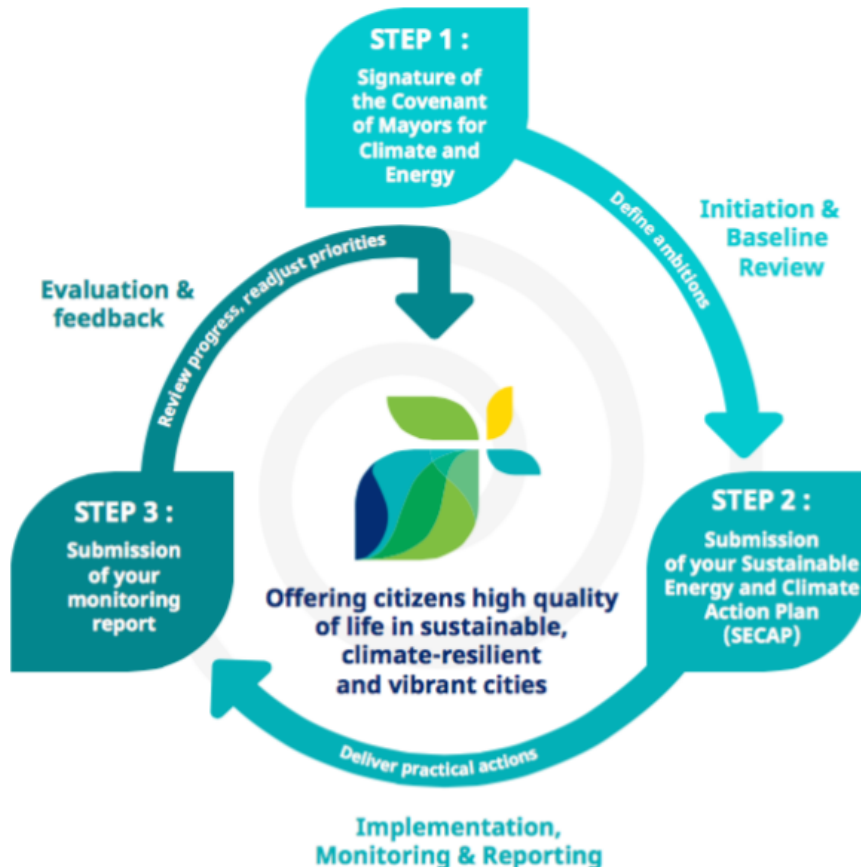 STEP 1 :
Signature of
the Covenant
of Mayors for
Climate and
Energy
Define ambitions
Initiation &
Baseline
Review
STEP 2 :
Submission
of your Sustainable
Energy and Climate
Action Plan
(SECAP)
Deliver practical actions
Implementation,
Monitoring & Reporting
STEP 3 :
Submission
of your
monitoring
report
Review progress, readjust priorities
Evaluation &
feedback
Offering citizens high quality
of life in sustainable,
climate-resilient
and vibrant cities